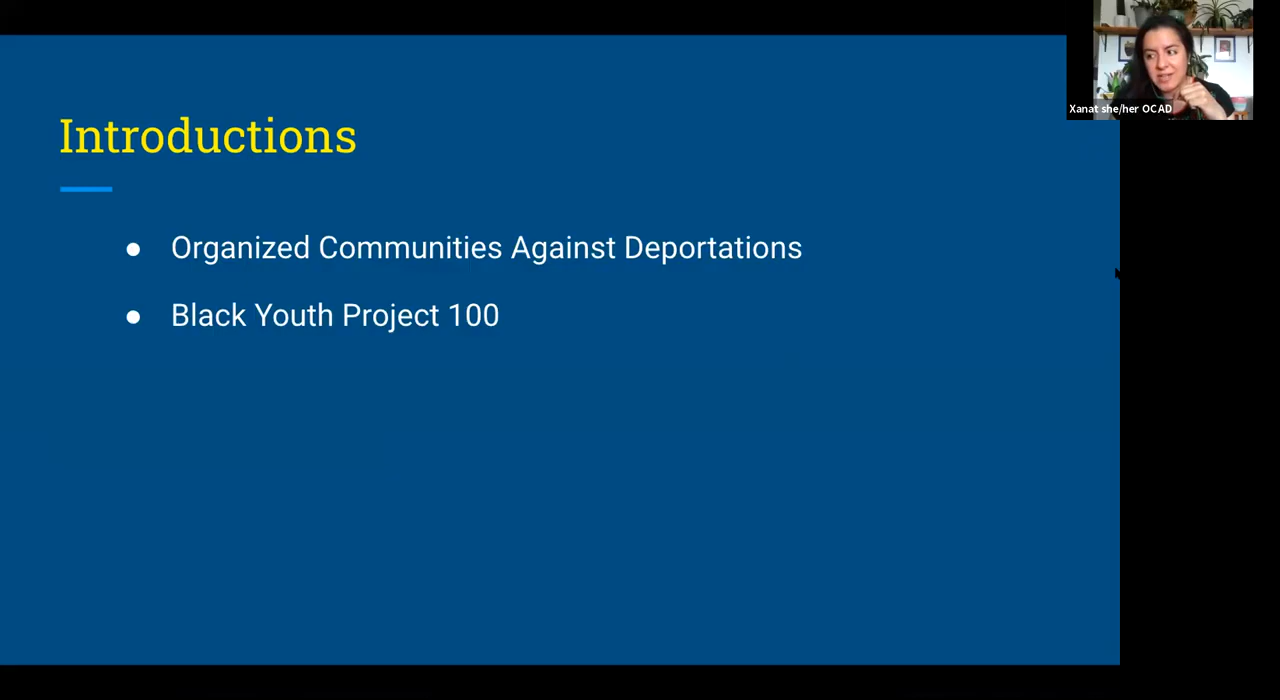 Introductions
● Organized Communities Against Deportations
● Black Youth Project 100
Xanat she/her OCAD